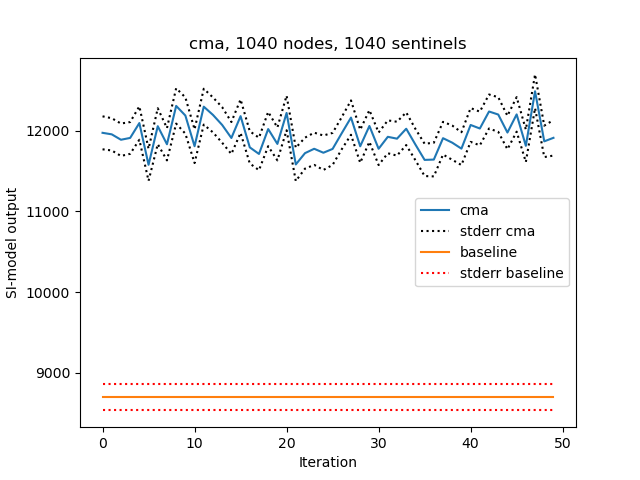 cma, 1040 nodes, 1040 sentinels
SI-model output
12000
11000
10000
9000
cma
stderr cma
baseline
stderr baseline
0 10 20 30 40 50
Iteration